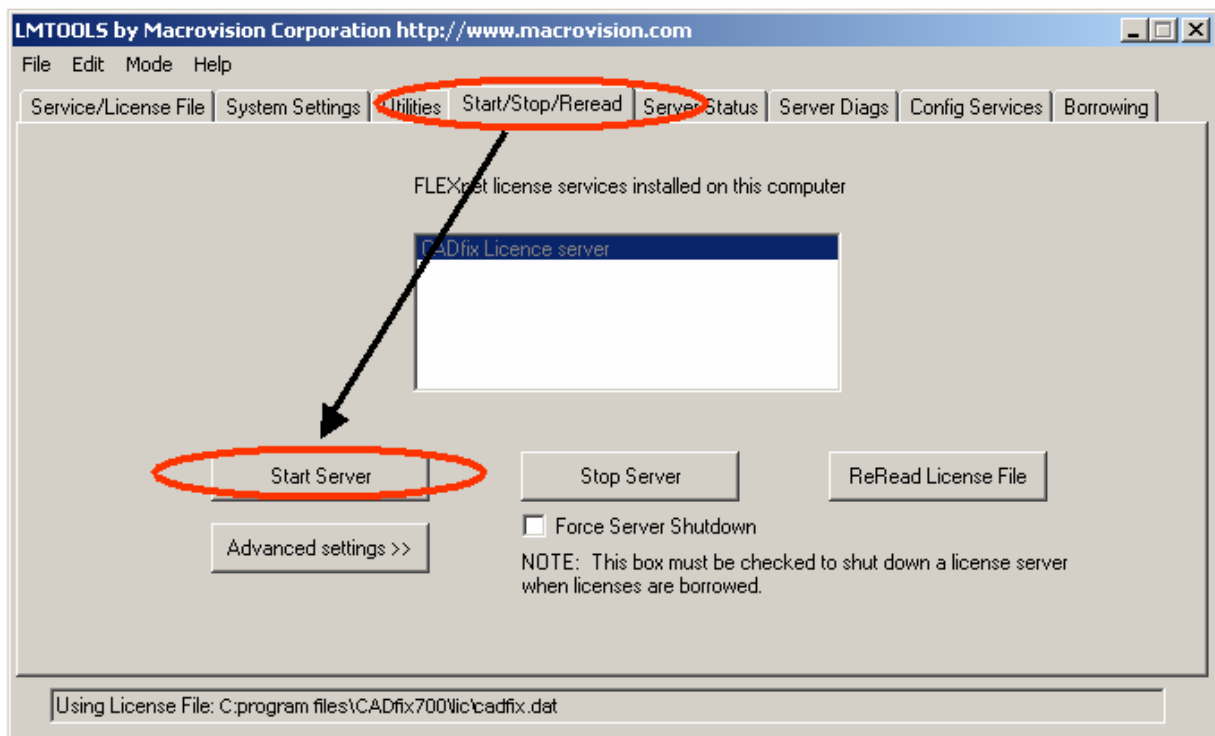 LMTOOLS by Macrovision Corporation http://www.macrovision.com
File Edit Mode Help
Service/License File System Settings Utilities Start/Stop/Reread Server Status Server Diags Config Services Borrowing
FLEXnet license services installed on this computer
CADfix Licence server
Start Server Stop Server ReRead License File
Force Server Shutdown
Advanced settings >>
NOTE: This box must be checked to shut down a license server
when licenses are borrowed.
Using License File: C:program files\CADfix700\lic\cadfix.dat